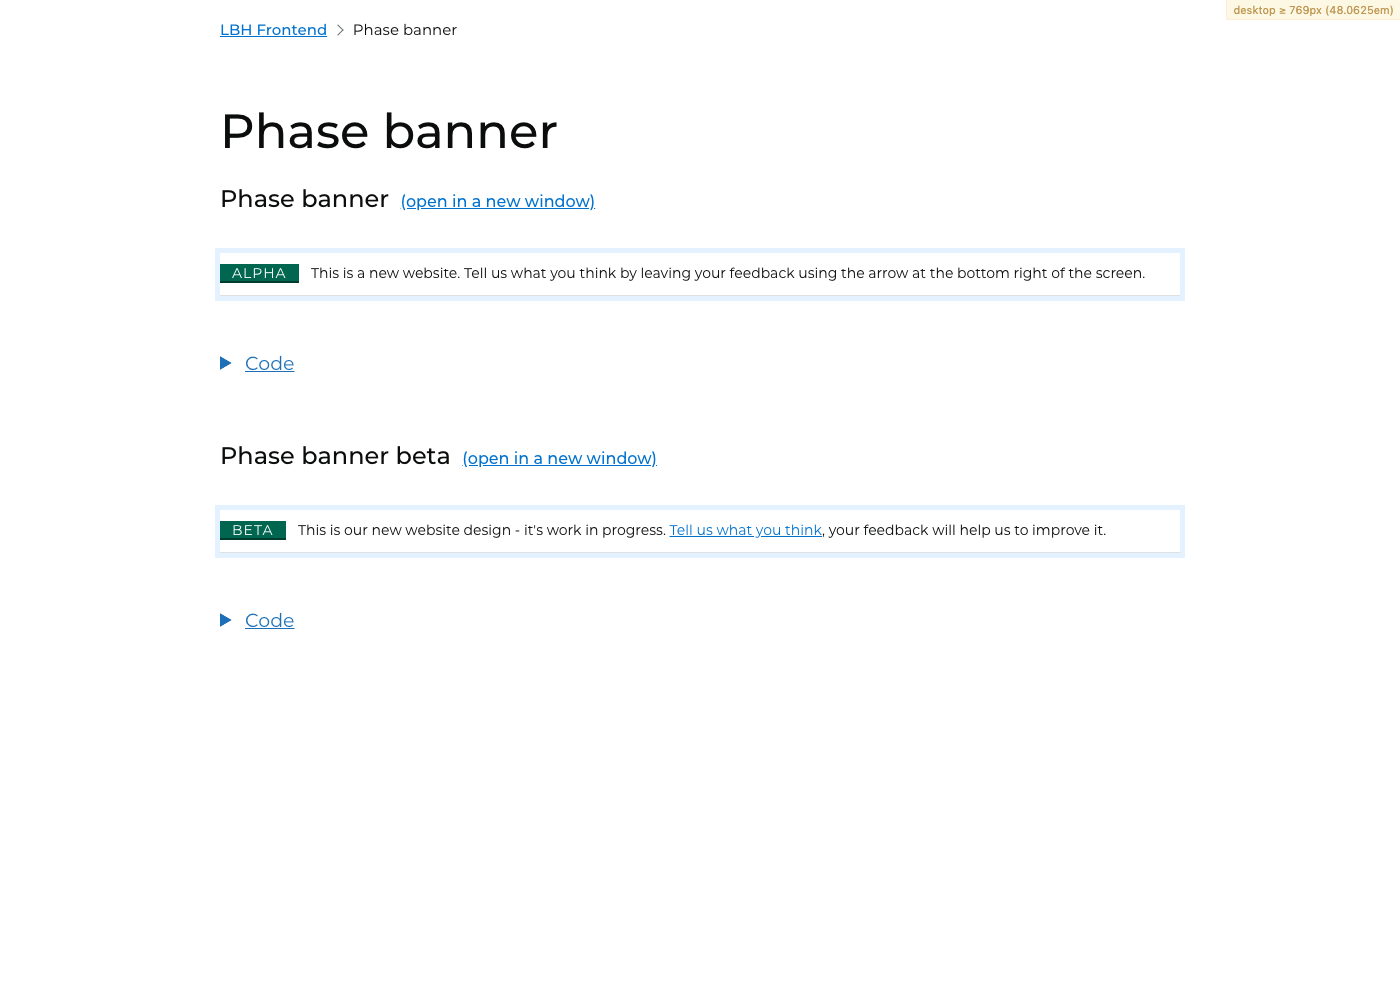 desktop ≥ 769px (48.0625em)
LBH Frontend > Phase banner
Phase banner
Phase banner (open in a new window)
ALPHA This is a new website. Tell us what you think by leaving your feedback using the arrow at the bottom right of the screen.
Code
Phase banner beta (open in a new window)
BETA This is our new website design - it's work in progress. Tell us what you think, your feedback will help us to improve it.
Code